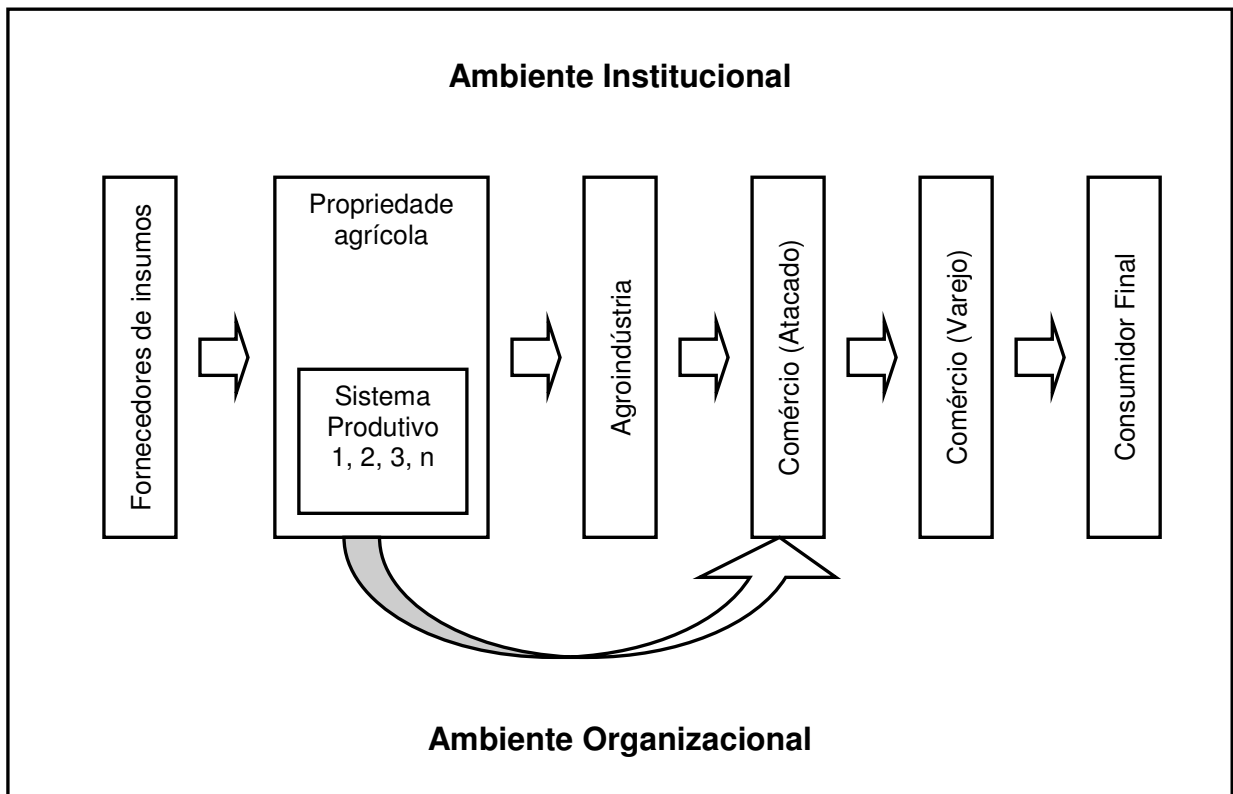 Ambiente Institucional
Fornecedores de insumos
Propriedade
agrícola
Sistema
Produtivo
1, 2, 3, n
Agroindústria
Comércio (Atacado)
Comércio (Varejo)
Consumidor Final
Ambiente Organizacional